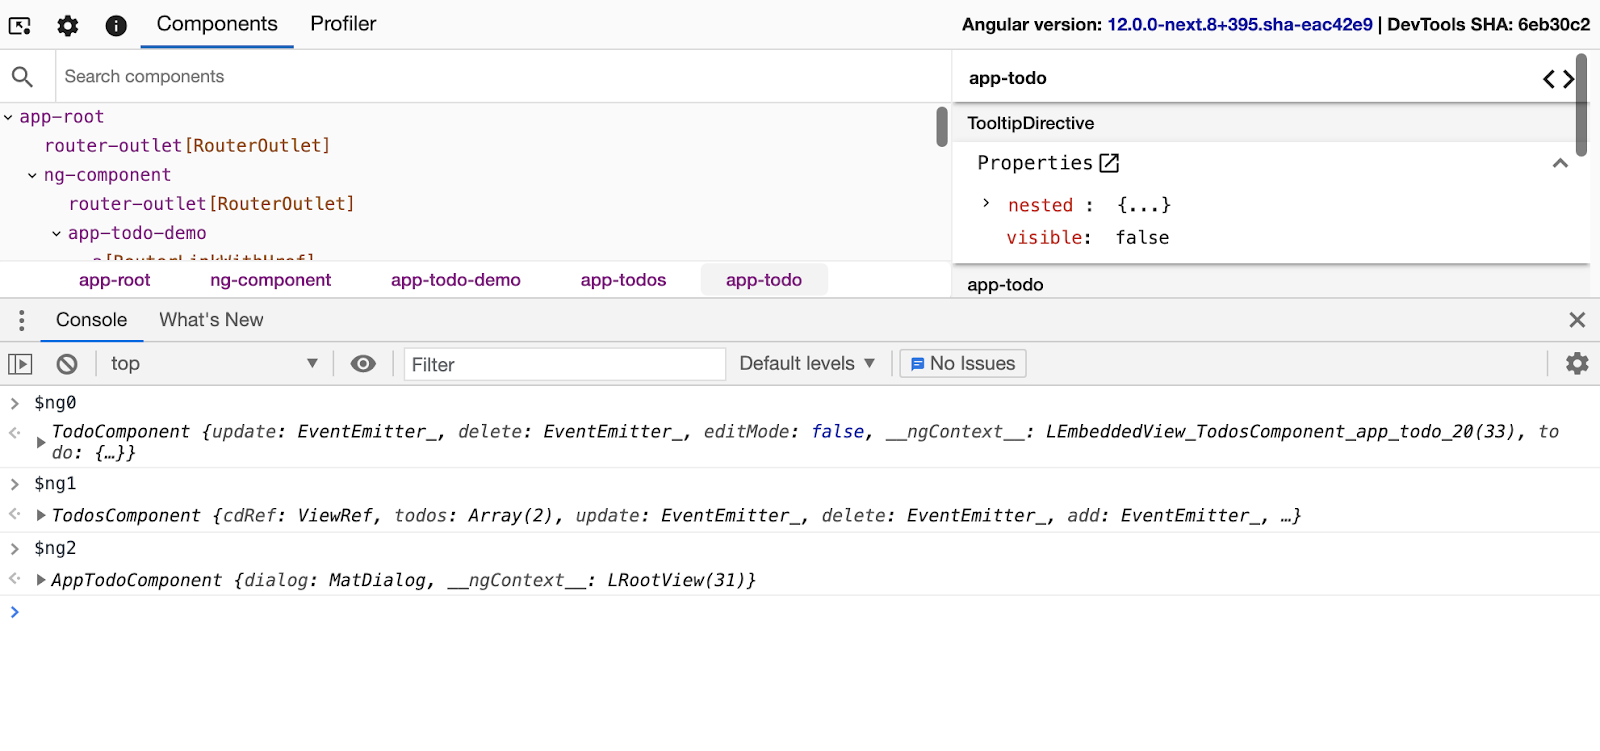 Components Profiler Angular version: 12.0.0-next.8+395.sha-eac42e9 | DevTools SHA: 6eb30c2
Search components
app-root
router-outlet[RouterOutlet]
ng-component
router-outlet[RouterOutlet]
app-todo-demo
a[RouterLinkWithHref]
app-root ng-component app-todo-demo app-todos app-todo
app-todo
TooltipDirective
Properties
nested : {...}
visible: false
app-todo
Console What's New
top Filter Default levels No Issues
$ng0
TodoComponent {update: EventEmitter_, delete: EventEmitter_, editMode: false, __ngContext__: LEmbeddedView_TodosComponent_app_todo_20(33), to
do: {…}}
$ng1
TodosComponent {cdRef: ViewRef, todos: Array(2), update: EventEmitter_, delete: EventEmitter_, add: EventEmitter_, …}
$ng2
AppTodoComponent {dialog: MatDialog, __ngContext__: LRootView(31)}